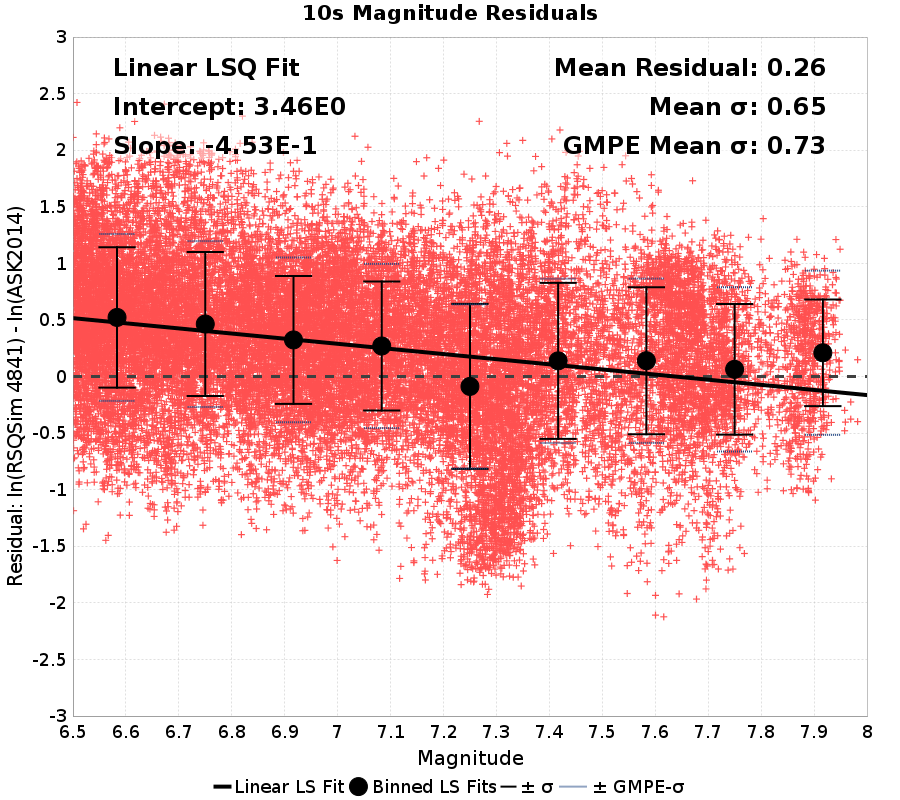 10s Magnitude Residuals
Linear LSQ Fit
Intercept: 3.46E0
Slope: -4.53E-1
Mean Residual: 0.26
Mean σ: 0.65
GMPE Mean σ: 0.73
Residual: ln(RSQSim 4841) - ln(ASK2014)
3
2.5
2
1.5
1
0.5
0
-0.5
-1
-1.5
-2
-2.5
-3
6.5 6.6 6.7 6.8 6.9 7 7.1 7.2 7.3 7.4 7.5 7.6 7.7 7.8 7.9 8
Magnitude
Linear LS Fit Binned LS Fits ± σ ± GMPE-σ